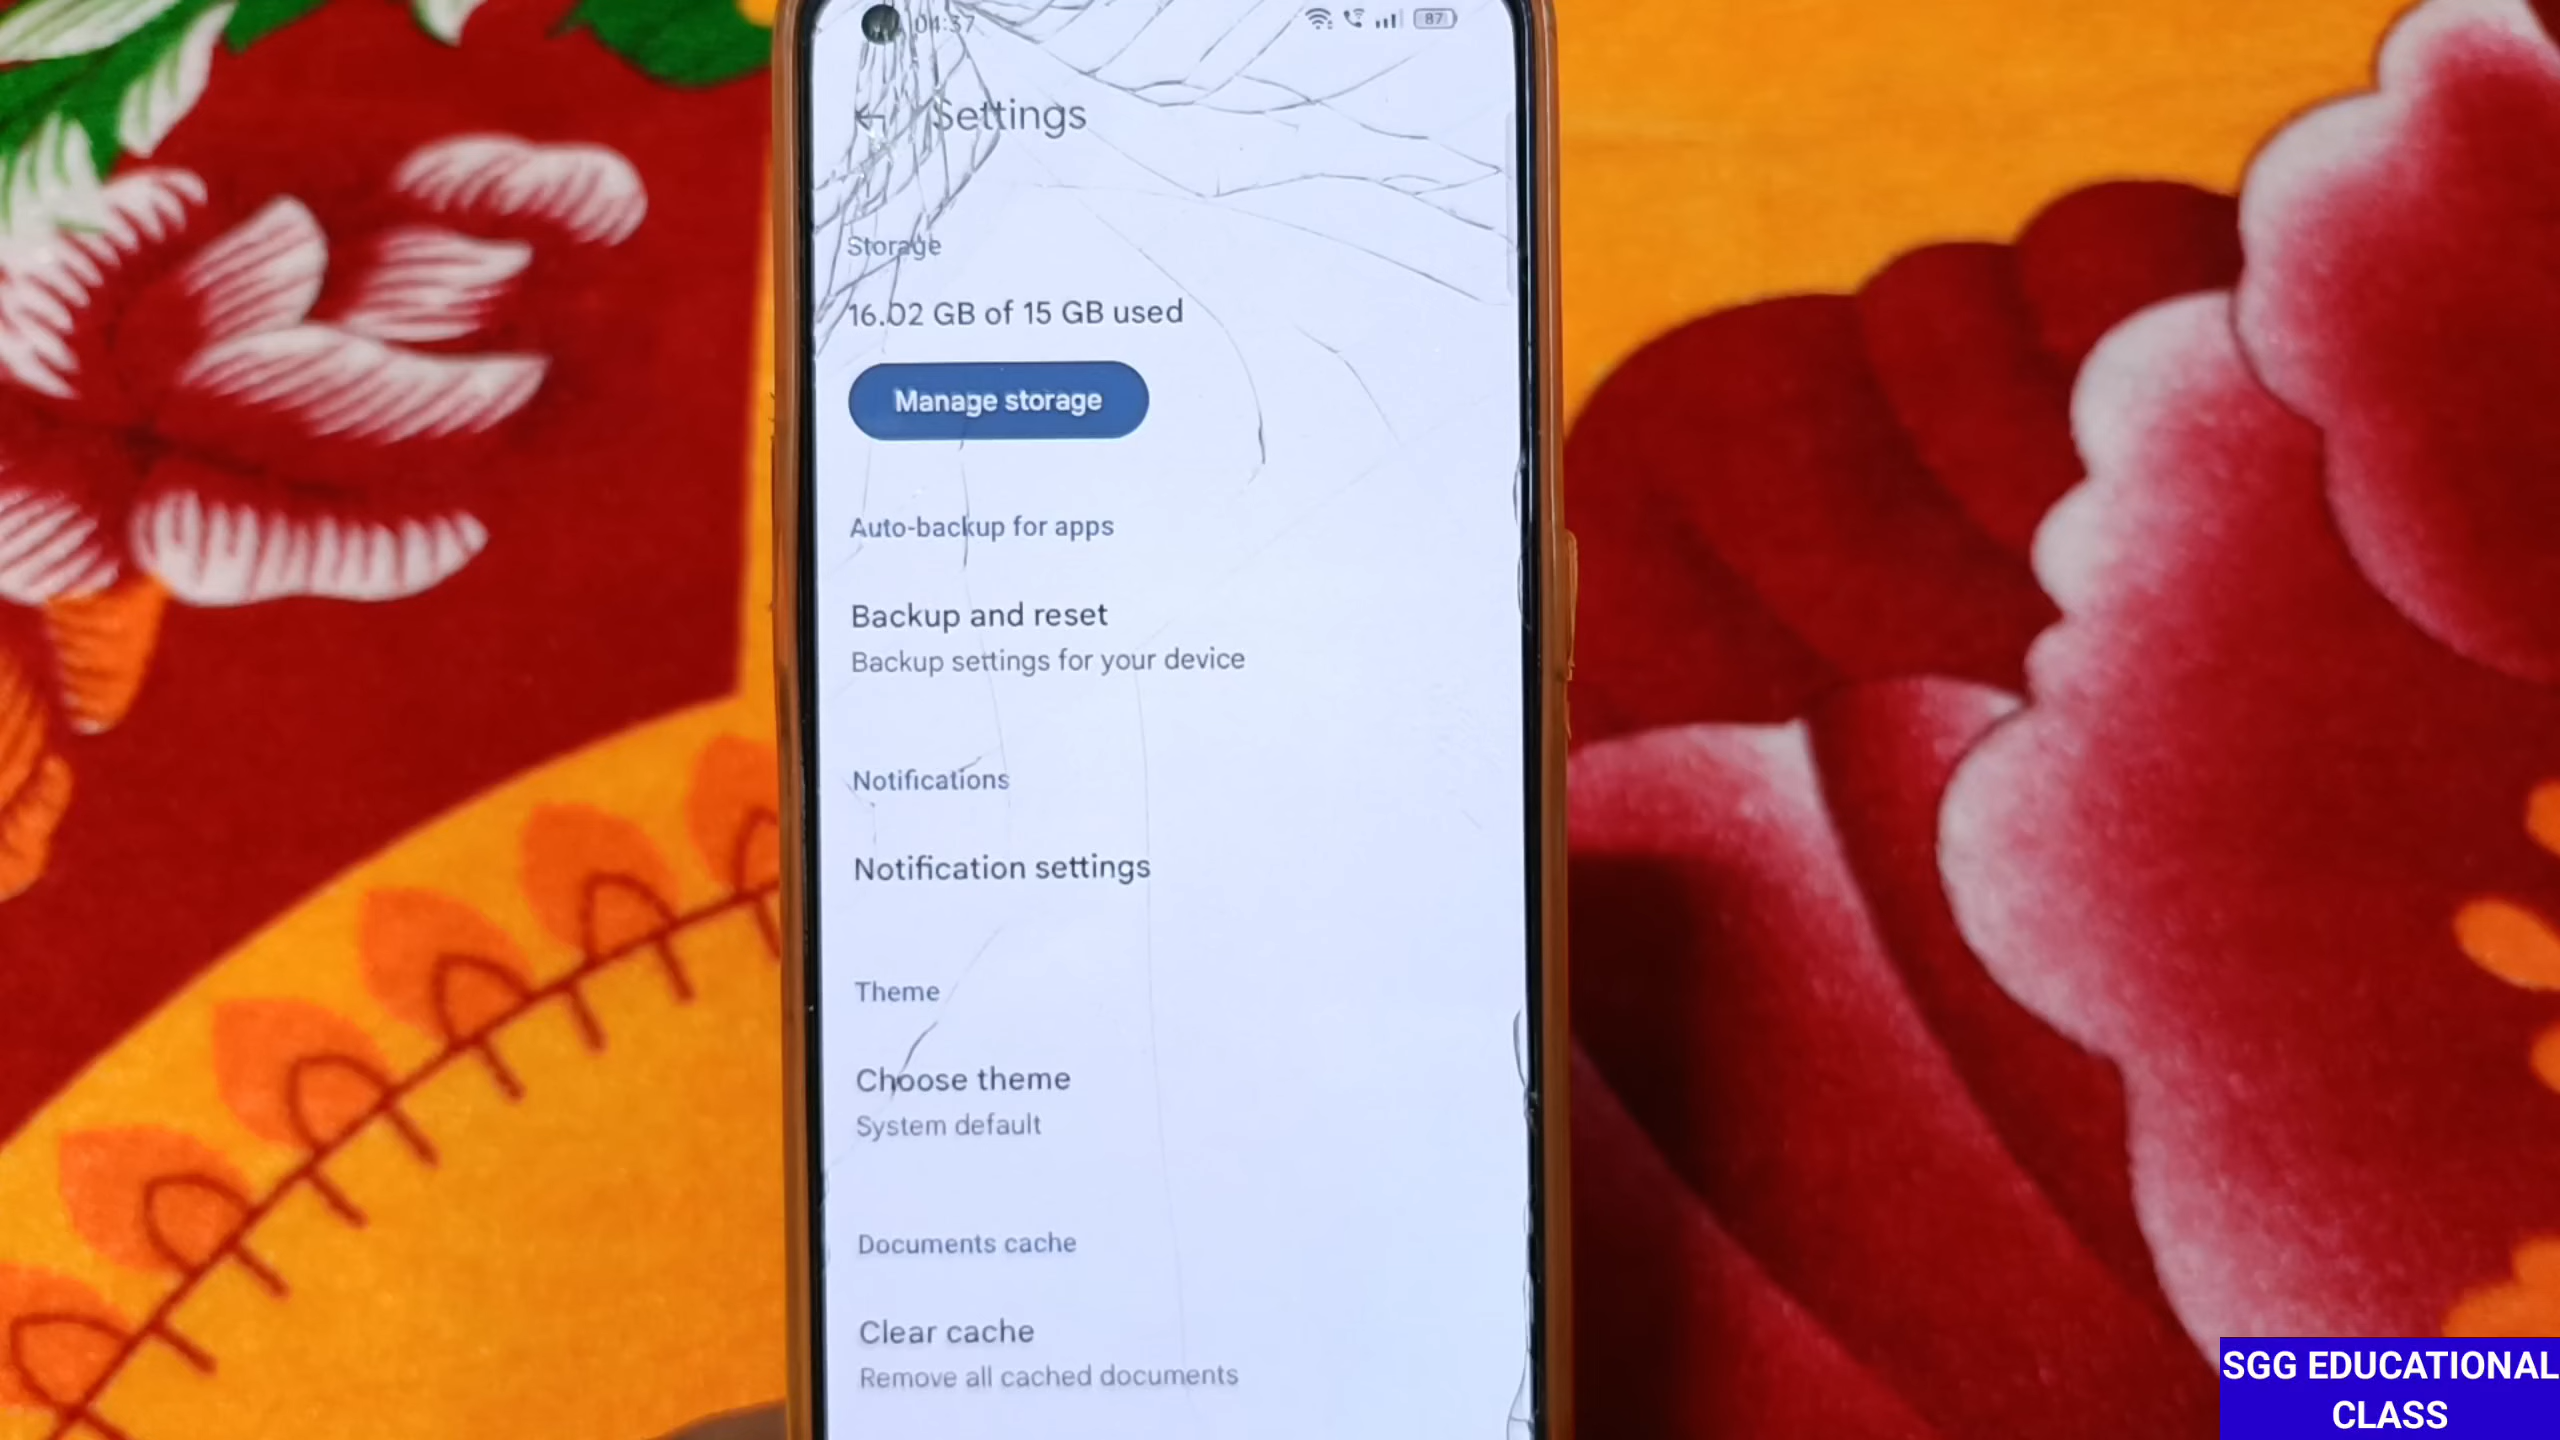 04:37
87
Settings
Storage
16.02 GB of 15 GB used
Manage storage
Auto-backup for apps
Backup and reset
Backup settings for your device
Notifications
Notification settings
Theme
Choose theme
System default
Documents cache
Clear cache
Remove all cached documents
SGG EDUCATIONAL
CLASS